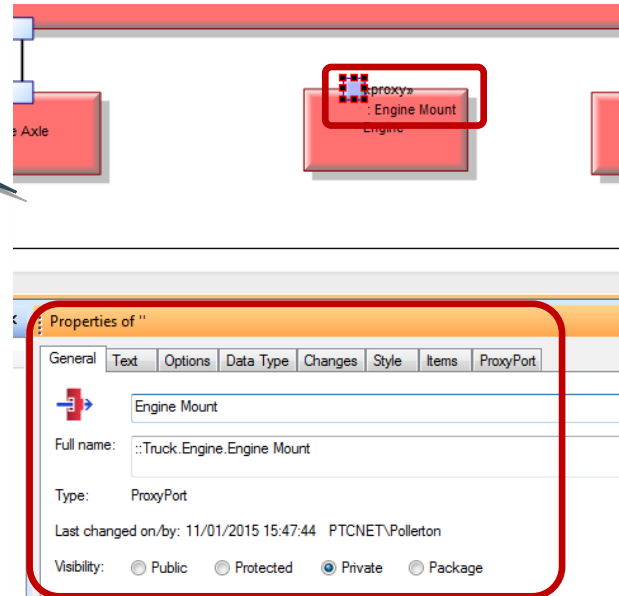 «proxy»
: Engine Mount
Engine
e Axle
Properties of ''
General Text Options Data Type Changes Style Items ProxyPort
Engine Mount
Full name: ::Truck.Engine.Engine Mount
Type: ProxyPort
Last changed on/by: 11/01/2015 15:47:44 PTCNET\Pollerton
Visibility: Public Protected Private Package